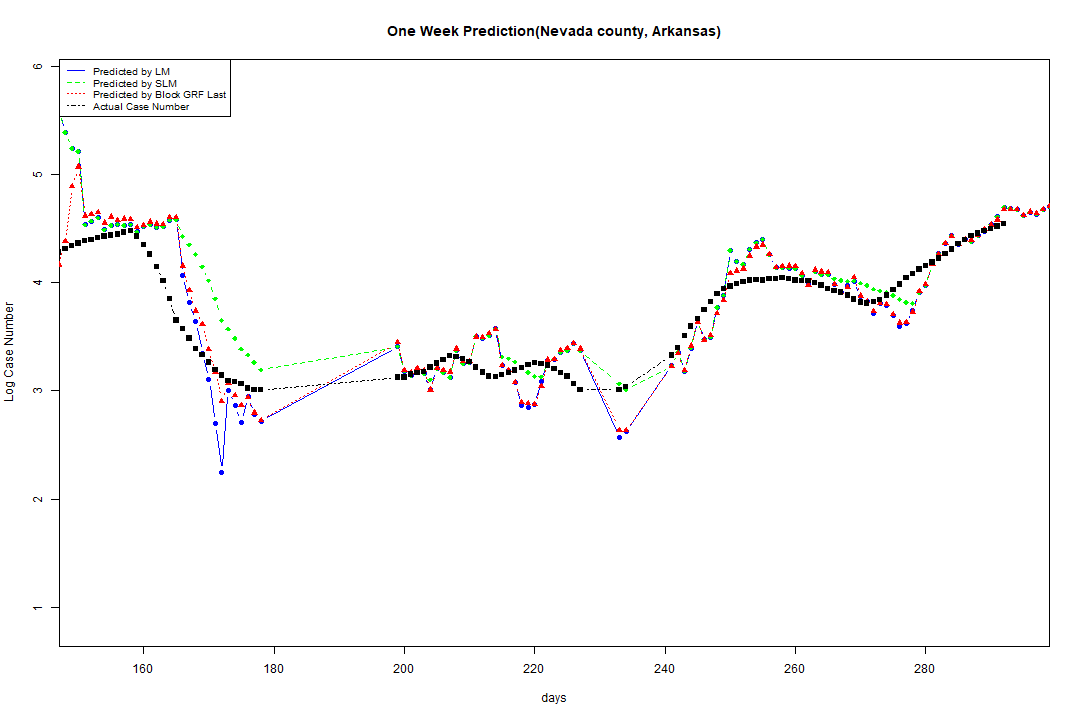 One Week Prediction(Nevada county, Arkansas)
Predicted by LM
Predicted by SLM
Predicted by Block GRF Last
Actual Case Number
6
5
4
3
2
1
Log Case Number
160 180 200 220 240 260 280
days